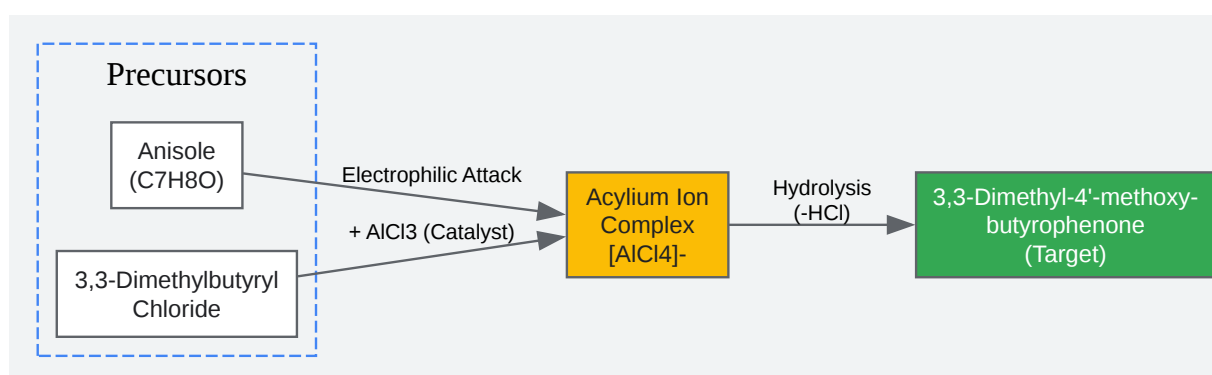 Precursors
Anisole
(C7H8O)
3,3-Dimethylbutyryl
Chloride
Electrophilic Attack
+ AlCl3 (Catalyst)
Acylium Ion
Complex
[AlCl4]-
Hydrolysis
(-HCl)
3,3-Dimethyl-4'-methoxy-
butyrophenone
(Target)